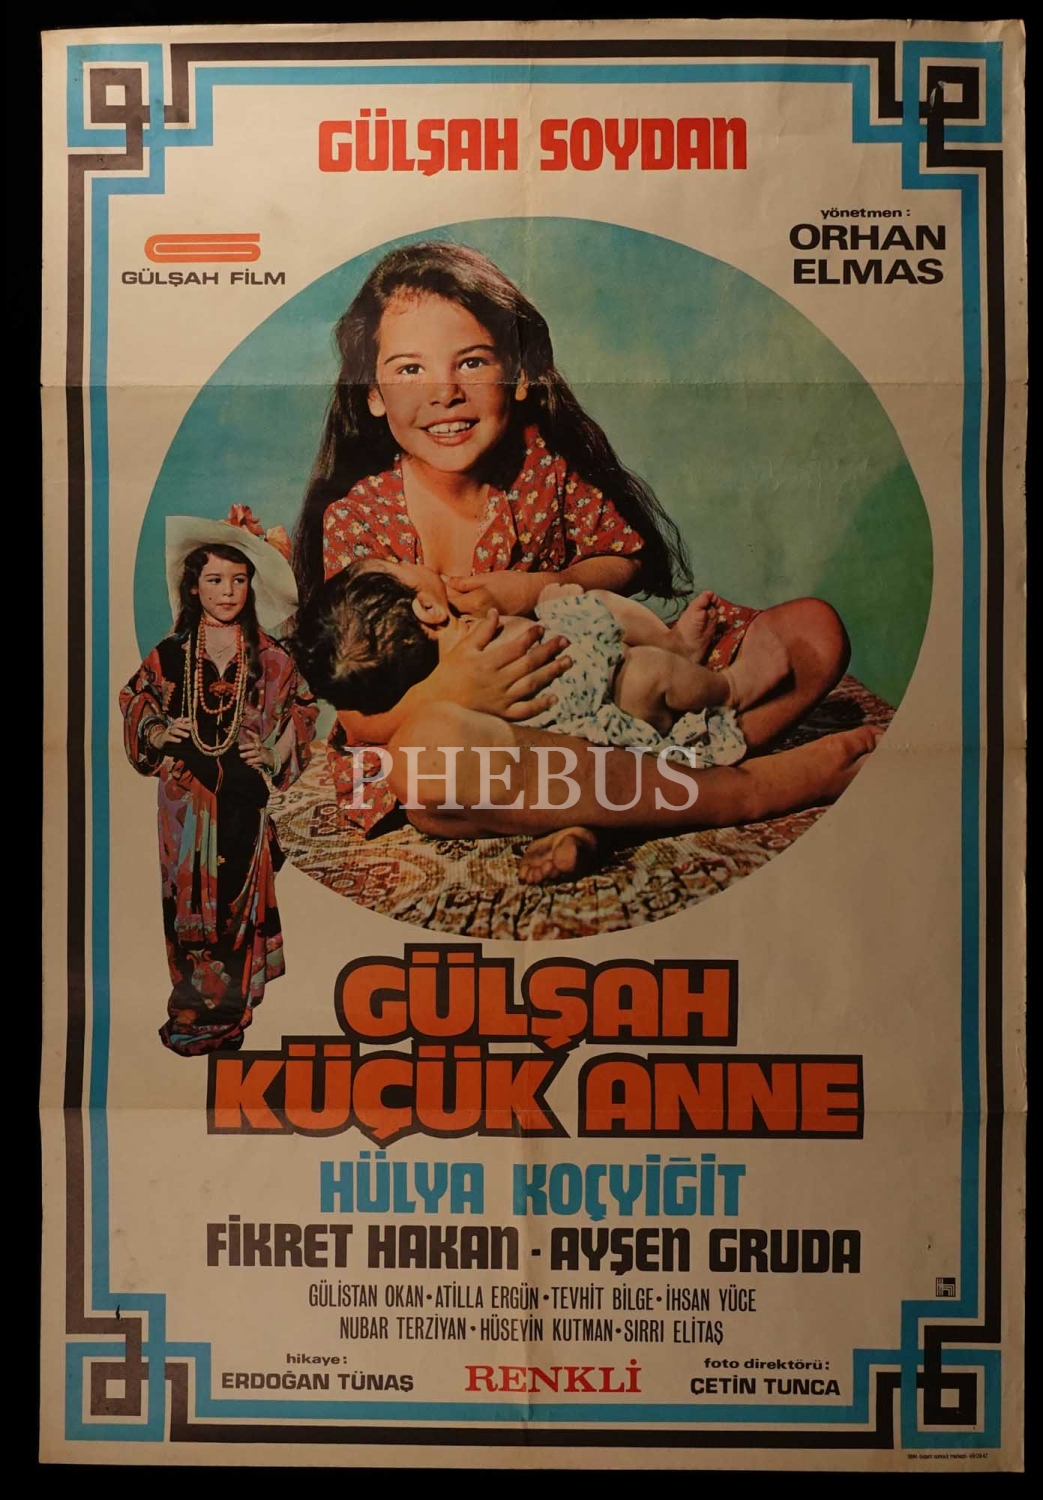 GÜLŞAH SOYDAN
yönetmen:
ORHAN
ELMAS
GÜLŞAH FİLM
PHEBUS
GÜLŞAH
KÜÇÜK ANNE
HÜLYA KOÇYİĞİT
FİKRET HAKAN - AYŞEN GRUDA
GÜLİSTAN OKAN • ATİLLA ERGÜN • TEVHİT BİLGE • İHSAN YÜCE
NUBAR TERZİYAN • HÜSEYİN KUTMAN • SIRRI ELİTAŞ
hikaye:
ERDOĞAN TÜNAŞ
RENKLİ
foto direktörü:
ÇETİN TUNCA